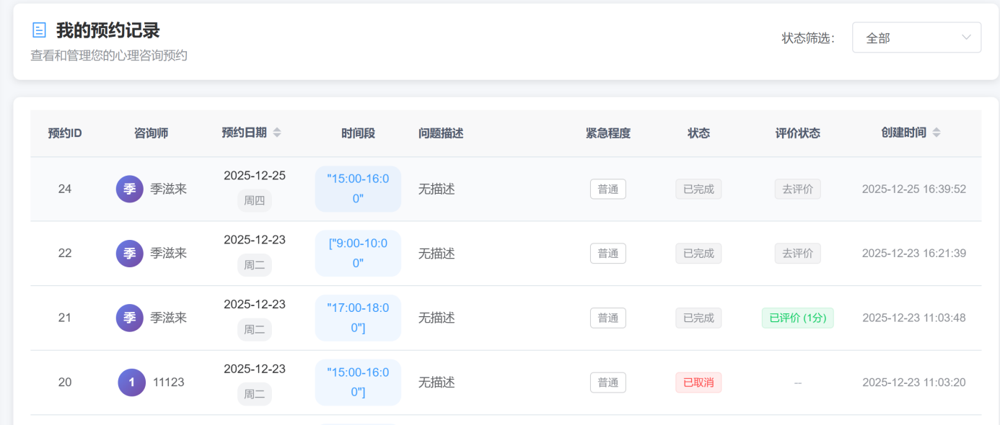 我的预约记录
查看和管理您的心理咨询预约
状态筛选：
全部
预约ID 咨询师 预约日期 时间段 问题描述 紧急程度 状态 评价状态 创建时间
24 季 季滋来 2025-12-25 周四 "15:00-16:00" 无描述 普通 已完成 去评价 2025-12-25 16:39:52
22 季 季滋来 2025-12-23 周二 ["9:00-10:00" 无描述 普通 已完成 去评价 2025-12-23 16:21:39
21 季 季滋来 2025-12-23 周二 "17:00-18:00"] 无描述 普通 已完成 已评价 (1分) 2025-12-23 11:03:48
20 1 11123 2025-12-23 周二 "15:00-16:00"] 无描述 普通 已取消 -- 2025-12-23 11:03:20